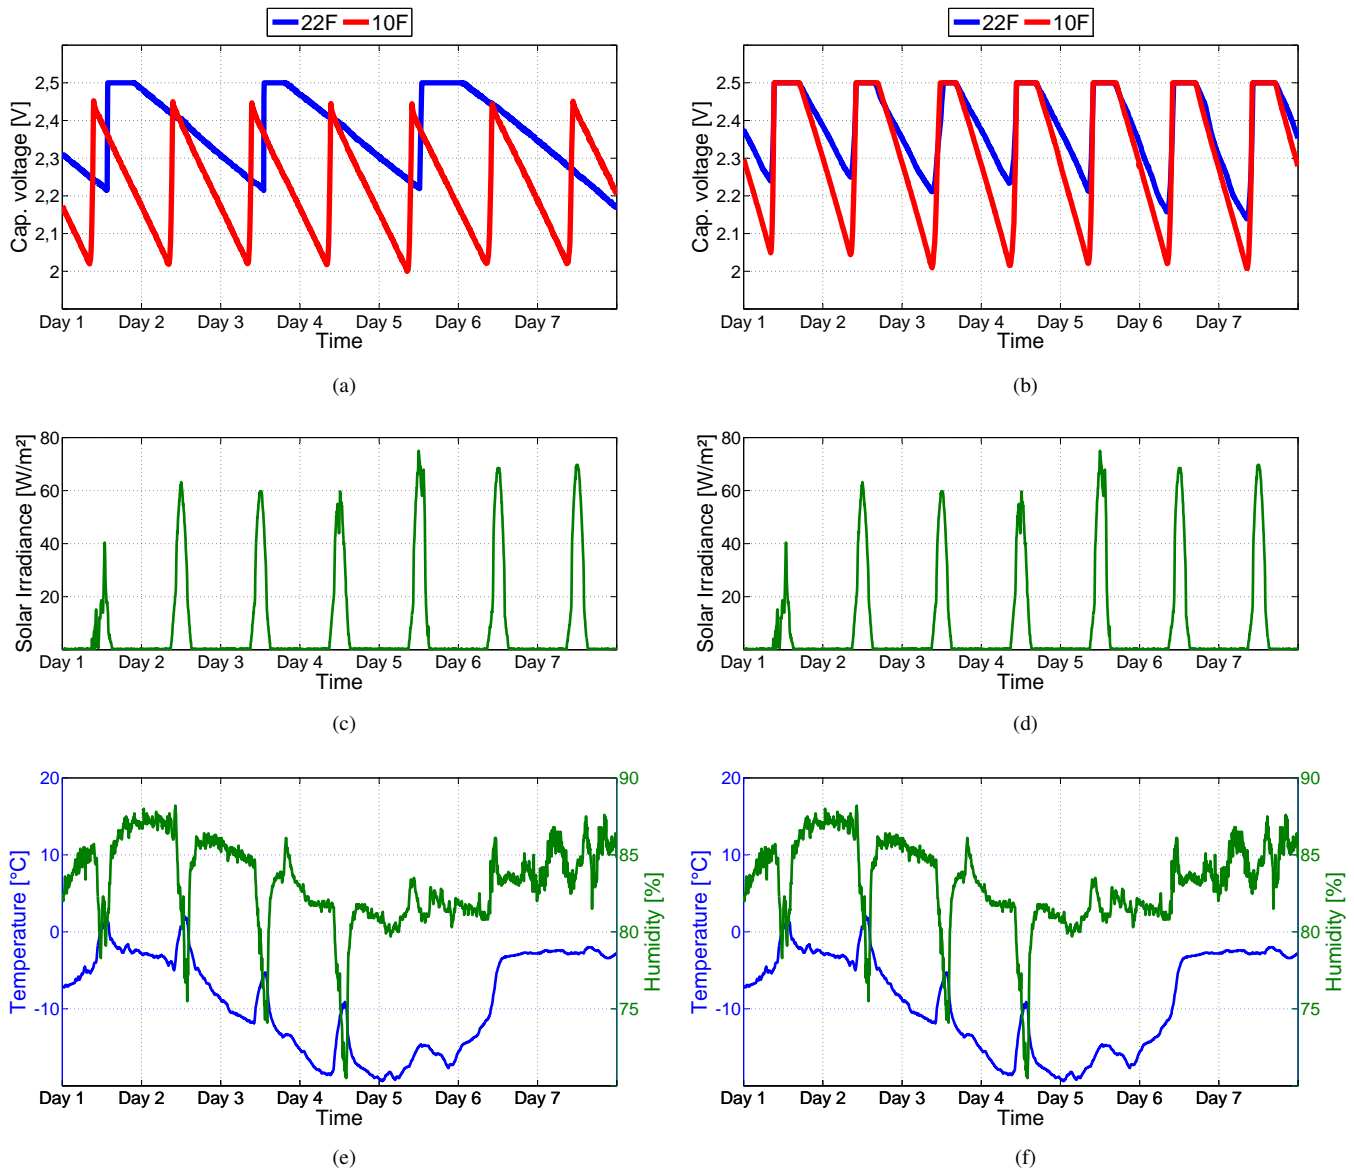 22F 10F
22F 10F
Cap. voltage [V]
2,5
2,4
2,3
2,2
2,1
2
Day 1 Day 2 Day 3 Day 4 Day 5 Day 6 Day 7
Time
(a)
Cap. voltage [V]
2,5
2,4
2,3
2,2
2,1
2
Day 1 Day 2 Day 3 Day 4 Day 5 Day 6 Day 7
Time
(b)
Solar Irradiance [W/m²]
80
60
40
20
Day 1 Day 2 Day 3 Day 4 Day 5 Day 6 Day 7
Time
(c)
Solar Irradiance [W/m²]
80
60
40
20
Day 1 Day 2 Day 3 Day 4 Day 5 Day 6 Day 7
Time
(d)
Temperature [°C]
20
10
0
-10
Humidity [%]
90
85
80
75
Day 1 Day 2 Day 3 Day 4 Day 5 Day 6 Day 7
Time
(e)
Temperature [°C]
20
10
0
-10
Humidity [%]
90
85
80
75
Day 1 Day 2 Day 3 Day 4 Day 5 Day 6 Day 7
Time
(f)